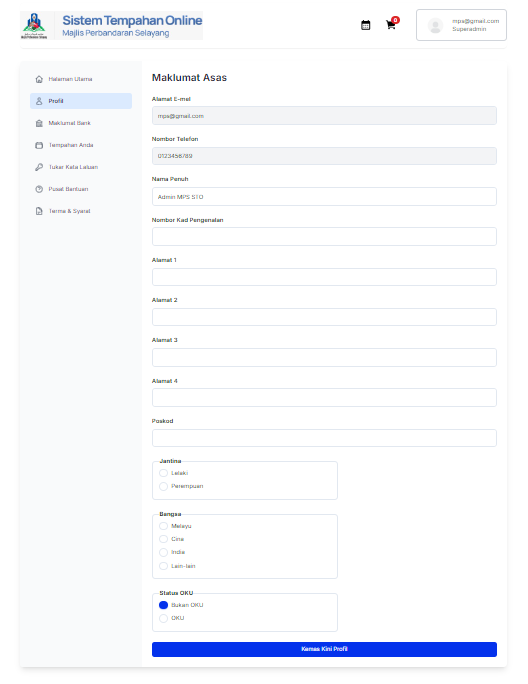 Sistem Tempahan Online
Majlis Perbandaran Selayang
0
mps@gmail.com
Superadmin
Halaman Utama
Profil
Maklumat Bank
Tempahan Anda
Tukar Kata Laluan
Pusat Bantuan
Terma & Syarat
Maklumat Asas
Alamat E-mel
mps@gmail.com
Nombor Telefon
0123456789
Nama Penuh
Admin MPS STO
Nombor Kad Pengenalan
Alamat 1
Alamat 2
Alamat 3
Alamat 4
Poskod
Jantina
Lelaki
Perempuan
Bangsa
Melayu
Cina
India
Lain-lain
Status OKU
Bukan OKU
OKU
Kemas Kini Profil